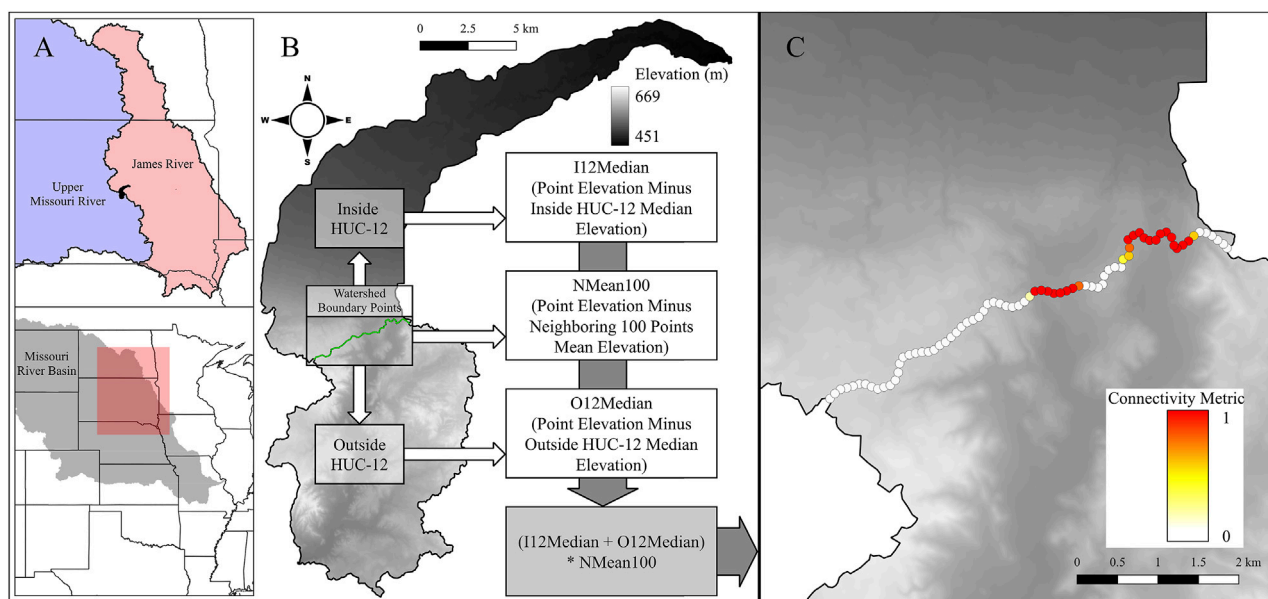 A
James River
Upper
Missouri River
Missouri
River Basin
B
0 2.5 5 km
N
W E
S
Elevation (m)
669
451
Inside
HUC-12
Watershed
Boundary Points
Outside
HUC-12
I12Median
(Point Elevation Minus
Inside HUC-12 Median
Elevation)
NMean100
(Point Elevation Minus
Neighboring 100 Points
Mean Elevation)
O12Median
(Point Elevation Minus
Outside HUC-12 Median
Elevation)
(I12Median + O12Median)
* NMean100
C
Connectivity Metric
1
0
0 0.5 1 1.5 2 km